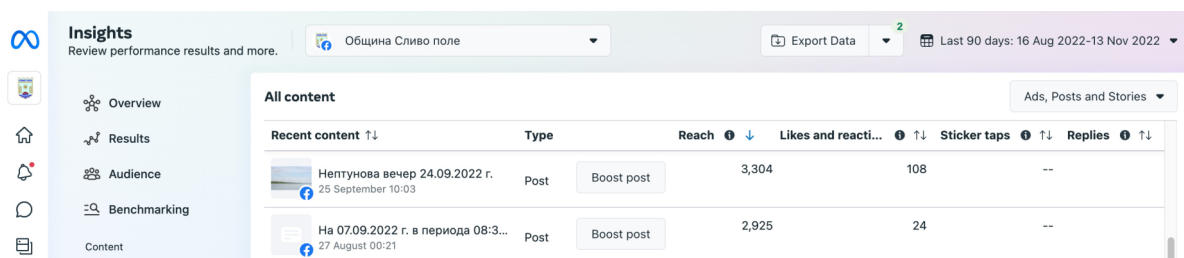 Insights
Review performance results and more.
Община Сливо поле
Export Data
2
Last 90 days: 16 Aug 2022-13 Nov 2022
Overview
Results
Audience
Benchmarking
Content
All content
Ads, Posts and Stories
Recent content ↑↓ Type Reach ↓ Likes and reacti... ↑↓ Sticker taps ↑↓ Replies ↑↓
Нептунова вечер 24.09.2022 г.
25 September 10:03
Post Boost post 3,304 108 --
На 07.09.2022 г. в периода 08:3...
27 August 00:21
Post Boost post 2,925 24 --